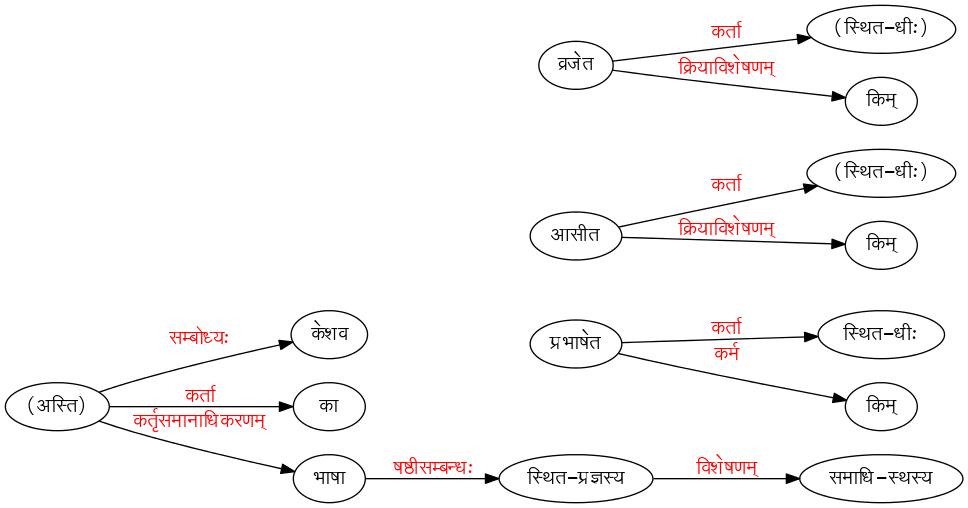 व्रजेत
कर्ता
(स्थित-धीः)
क्रियाविशेषणम्
किम्
आसीत
कर्ता
(स्थित-धीः)
क्रियाविशेषणम्
किम्
प्रभाषेत
कर्ता
स्थित-धीः
कर्म
किम्
(अस्ति)
सम्बोध्यः
केशव
कर्ता
का
कर्तृसमानाधिकरणम्
भाषा
षष्ठीसम्बन्धः
स्थित-प्रज्ञस्य
विशेषणम्
समाधि-स्थस्य